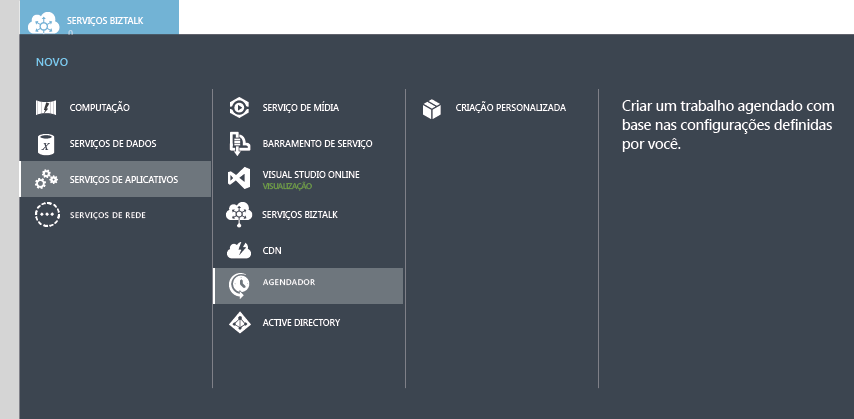 SERVIÇOS BIZTALK
0
NOVO
COMPUTAÇÃO
SERVIÇOS DE DADOS
SERVIÇOS DE APLICATIVOS
SERVIÇOS DE REDE
SERVIÇO DE MÍDIA
BARRAMENTO DE SERVIÇO
VISUAL STUDIO ONLINE
VISUALIZAÇÃO
SERVIÇOS BIZTALK
CDN
AGENDADOR
ACTIVE DIRECTORY
CRIAÇÃO PERSONALIZADA
Criar um trabalho agendado com
base nas configurações definidas
por você.